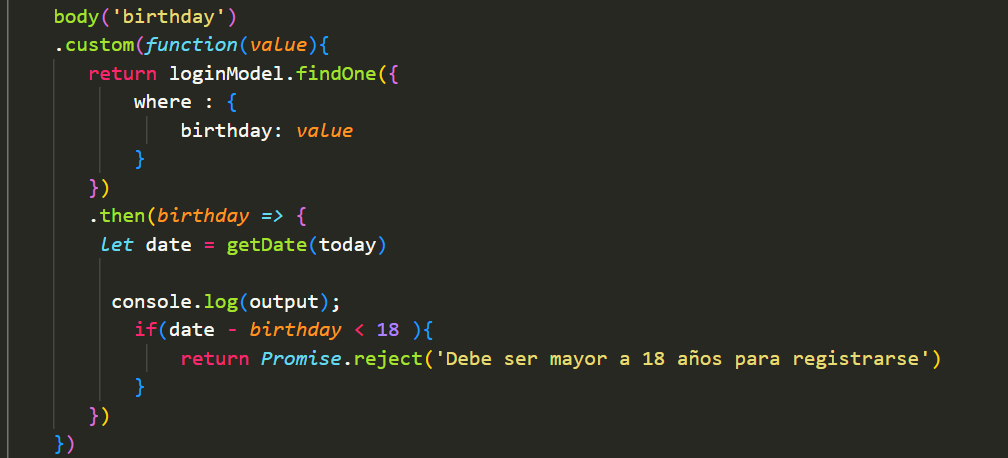 body('birthday')
.custom(function(value){
return loginModel.findOne({
where : {
birthday: value
}
})
.then(birthday => {
let date = getDate(today)
console.log(output);
if(date - birthday < 18 ){
return Promise.reject('Debe ser mayor a 18 años para registrarse')
}
})
})